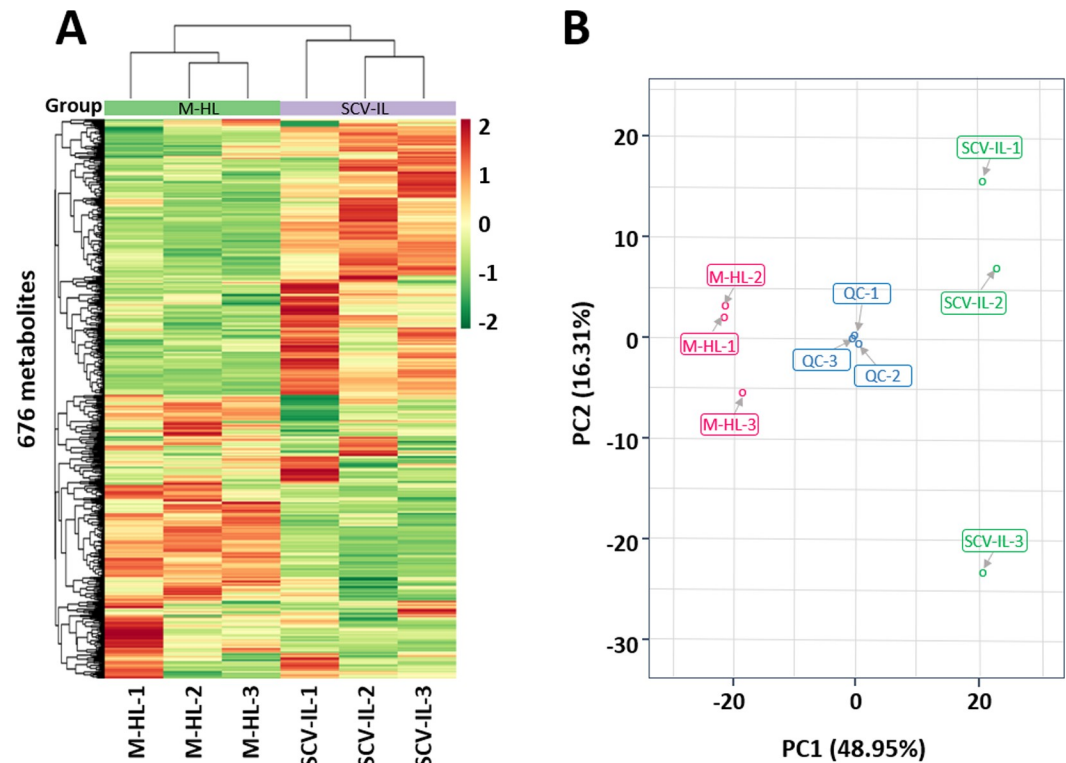 A
Group
M-HL
SCV-IL
2
1
0
-1
-2
676 metabolites
M-HL-1
M-HL-2
M-HL-3
SCV-IL-1
SCV-IL-2
SCV-IL-3
B
20
10
0
-10
-20
-30
PC2 (16.31%)
SCV-IL-1
SCV-IL-2
M-HL-2
QC-1
M-HL-1
QC-3
QC-2
M-HL-3
SCV-IL-3
-20
0
20
PC1 (48.95%)